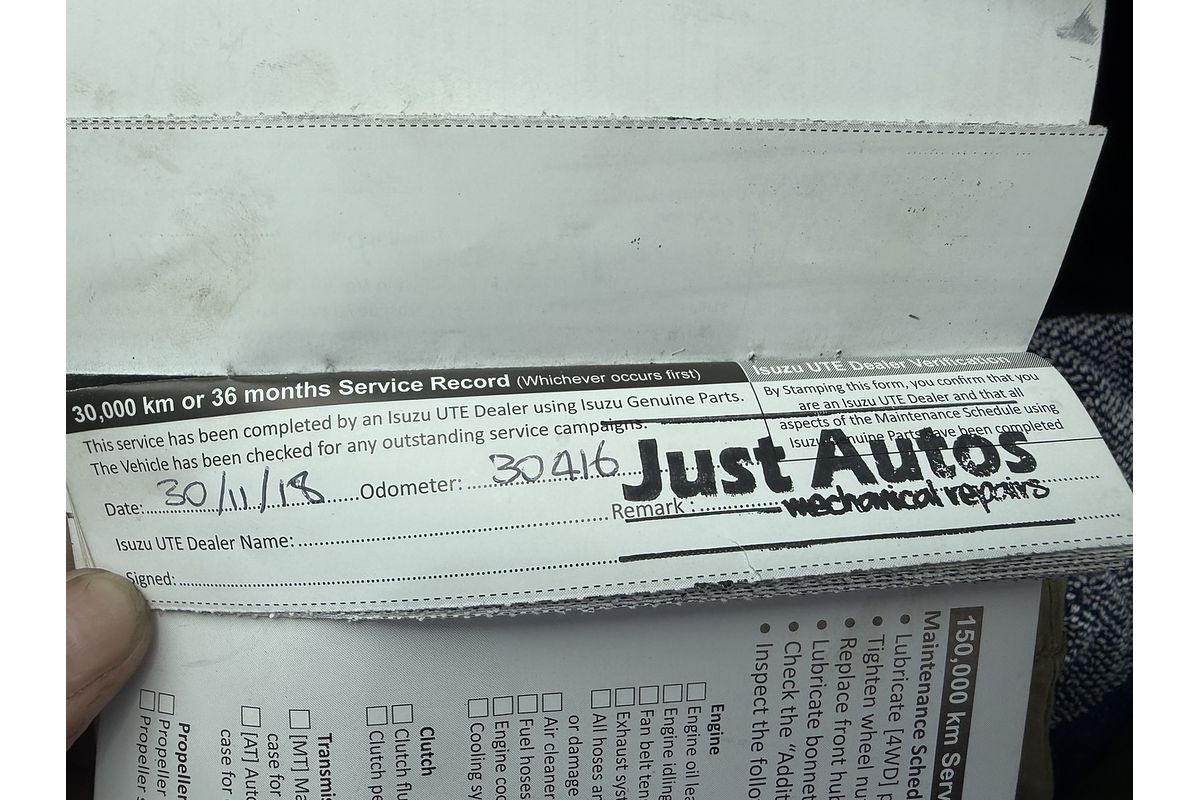 30,000 km or 36 months Service Record (Whichever occurs first)
This service has been completed by an Isuzu UTE Dealer using Isuzu Genuine Parts.
The Vehicle has been checked for any outstanding service campaigns.
Date: 30/11/18 Odometer: 30416
Isuzu UTE Dealer Name:
Remark :
Signed:
Isuzu UTE Dealer Verification
By Stamping this form, you confirm that you
are an Isuzu UTE Dealer and that all
aspects of the Maintenance Schedule using
Isuzu Genuine Parts have been completed
Just Autos
mechanical repairs
150,000 km Serv
Maintenance Sched
• Lubricate [4WD] p
• Tighten wheel nu
• Replace front hub
• Lubricate bonnet
• Check the "Addit
• Inspect the follo
Engine
Engine oil lea
Engine idling
Fan belt ten
Exhaust syst
All hoses an
or damage
Air cleaner
Fuel hoses
Engine coo
Cooling sy
Clutch
Clutch flu
Clutch pe
Transmis
[MT] Ma
case for
[AT] Auto
case for
Propeller
Propeller
Propeller s